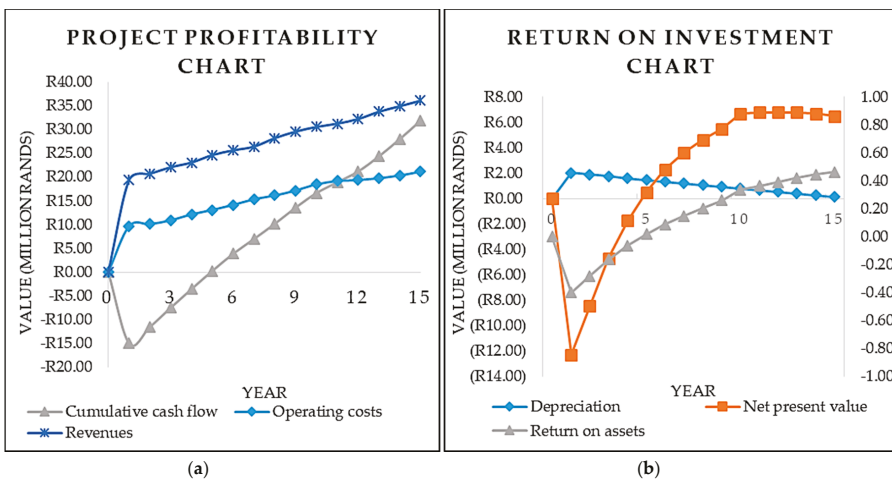 PROJECT PROFITABILITY
CHART
VALUE (MILLION RANDS)
R40.00
R35.00
R30.00
R25.00
R20.00
R15.00
R10.00
R5.00
R0.00
-R5.00
-R10.00
-R15.00
-R20.00
0 3 6 9 12 15
YEAR
Cumulative cash flow Operating costs
Revenues
(a)
RETURN ON INVESTMENT
CHART
VALUE (MILLION RANDS)
R8.00
R6.00
R4.00
R2.00
R0.00
(R2.00)
(R4.00)
(R6.00)
(R8.00)
(R10.00)
(R12.00)
(R14.00)
0 5 10 15
1.00
0.80
0.60
0.40
0.20
0.00
-0.20
-0.40
-0.60
-0.80
-1.00
YEAR
Depreciation Net present value
Return on assets
(b)